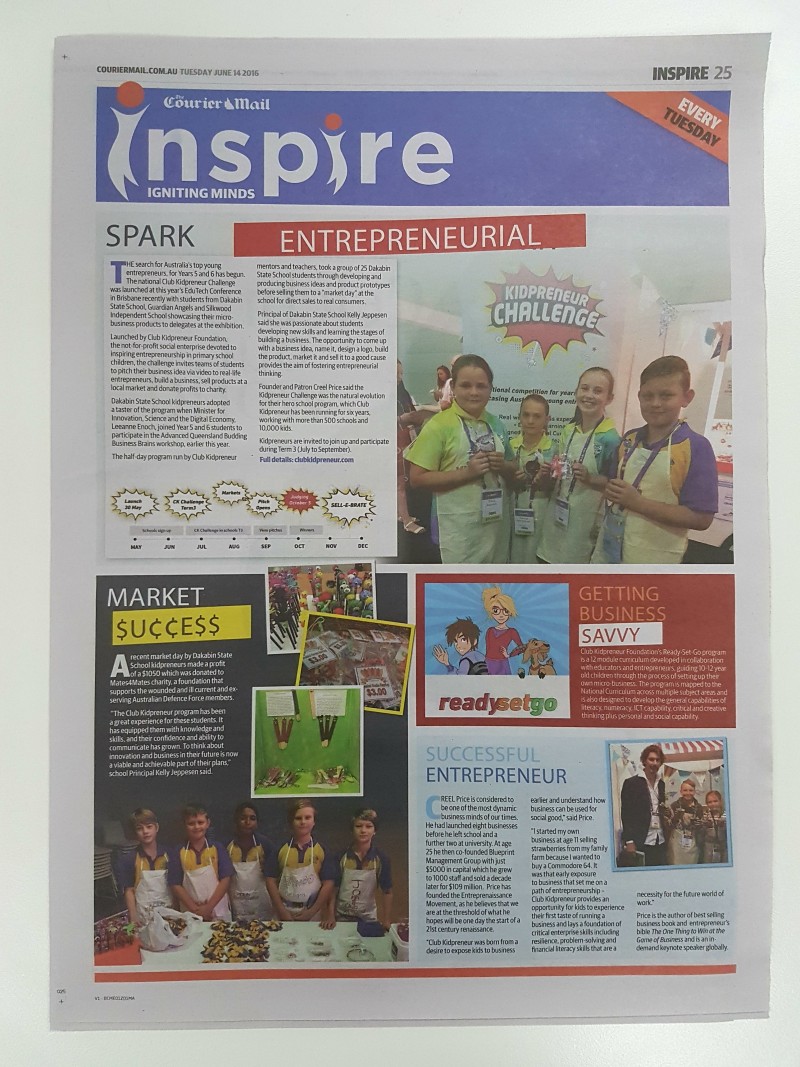 COURIERMAIL.COM.AU TUESDAY JUNE 14 2016
INSPIRE 25
The Courier Mail
inspire
IGNITING MINDS
EVERY
TUESDAY
SPARK ENTREPRENEURIAL
THE search for Australia's top young
entrepreneurs, for Years 5 and 6 has begun.
The national Club Kidpreneur Challenge
was launched at this year's EduTech Conference
in Brisbane recently with students from Dakabin
State School, Guardian Angels and Silkwood
Independent School showcasing their micro-
business products to delegates at the exhibition.
Launched by Club Kidpreneur Foundation,
the not-for-profit social enterprise devoted to
inspiring entrepreneurship in primary school
children, the challenge invites teams of students
to pitch their business idea via video to real-life
entrepreneurs, build a business, sell products at a
local market and donate profits to charity.
Dakabin State School kidpreneurs adopted
a taster of the program when Minister for
Innovation, Science and the Digital Economy,
Leeanne Enoch, joined Year 5 and 6 students to
participate in the Advanced Queensland Budding
Business Brains workshop, earlier this year.
The half-day program run by Club Kidpreneur
mentors and teachers, took a group of 25 Dakabin
State School students through developing and
producing business ideas and product prototypes
before selling them to a "market day" at the
school for direct sales to real consumers.
Principal of Dakabin State School Kelly Jeppesen
said she was passionate about students
developing new skills and learning the stages of
building a business. The opportunity to come up
with a business idea, name it, design a logo, build
the product, market it and sell it to a good cause
provides the aim of fostering entrepreneurial
thinking.
Founder and Patron Creel Price said the
Kidpreneur Challenge was the natural evolution
for their hero school program, which Club
Kidpreneur has been running for six years,
working with more than 500 schools and
10,000 kids.
Kidpreneurs are invited to join up and participate
during Term 3 (July to September).
Full details: clubkidpreneur.com
Launch
30 May
CK Challenge
Term3
Markets
Pitch
Opens
Judging
October
SELL-E-BRATE
Schools sign up
CK Challenge in schools T3
View pitches
Winners
MAY JUN JUL AUG SEP OCT NOV DEC
KIDPRENEUR
CHALLENGE
MARKET
$U¢¢E$$
A recent market day by Dakabin State
School kidpreneurs made a profit
of a $1050 which was donated to
Mates4Mates charity, a foundation that
supports the wounded and ill current and ex-
serving Australian Defence Force members.
"The Club Kidpreneur program has been
a great experience for these students. It
has equipped them with knowledge and
skills, and their confidence and ability to
communicate has grown. To think about
innovation and business in their future is now
a viable and achievable part of their plans,"
school Principal Kelly Jeppesen said.
$3.00
readysetgo
GETTING
BUSINESS
SAVVY
Club Kidpreneur Foundation's Ready-Set-Go program
is a 12 module curriculum developed in collaboration
with educators and entrepreneurs, guiding 10-12 year
old children through the process of setting up their
own micro-business. The program is mapped to the
National Curriculum across multiple subject areas and
is also designed to develop the general capabilities of
literacy, numeracy, ICT capability, critical and creative
thinking plus personal and social capability.
SUCCESSFUL
ENTREPRENEUR
CREEL Price is considered to
be one of the most dynamic
business minds of our times.
He had launched eight businesses
before he left school and a
further two at university. At age
25 he then co-founded Blueprint
Management Group with just
$5000 in capital which he grew
to 1000 staff and sold a decade
later for $109 million. Price has
founded the Entreprenaissance
Movement, as he believes that we
are at the threshold of what he
hopes will be one day the start of a
21st century renaissance.
"Club Kidpreneur was born from a
desire to expose kids to business
earlier and understand how
business can be used for
social good," said Price.
"I started my own
business at age 11 selling
strawberries from my family
farm because I wanted to
buy a Commodore 64. It
was that early exposure
to business that set me on a
path of entrepreneurship –
Club Kidpreneur provides an
opportunity for kids to experience
their first taste of running a
business and lays a foundation of
critical enterprise skills including
resilience, problem-solving and
financial literacy skills that are a
necessity for the future world of
work."
Price is the author of best selling
business book and entrepreneur's
bible The One Thing to Win at the
Game of Business and is an in-
demand keynote speaker globally.